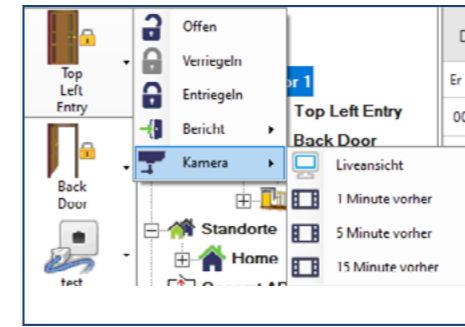 Top
Left
Entry
Back
Door
test
Offen
Verriegeln
Entriegeln
Bericht
Kamera
or 1
Top Left Entry
Back Door
Standorte
Home
Liveansicht
1 Minute vorher
5 Minute vorher
15 Minute vorher
D
Er
00